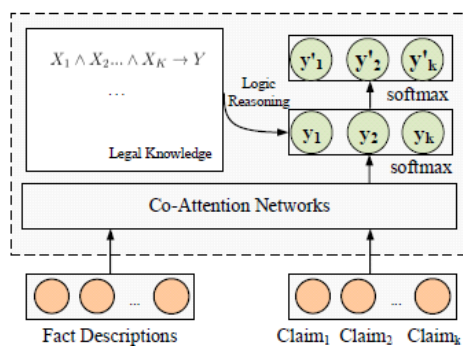 X₁ ∧ X₂... ∧ X_K → Y
...
Legal Knowledge
Logic
Reasoning
y'₁ y'₂ y'ₖ
softmax
y₁ y₂ yₖ
softmax
Co-Attention Networks
...
Fact Descriptions
...
Claim₁ Claim₂ Claimₖ